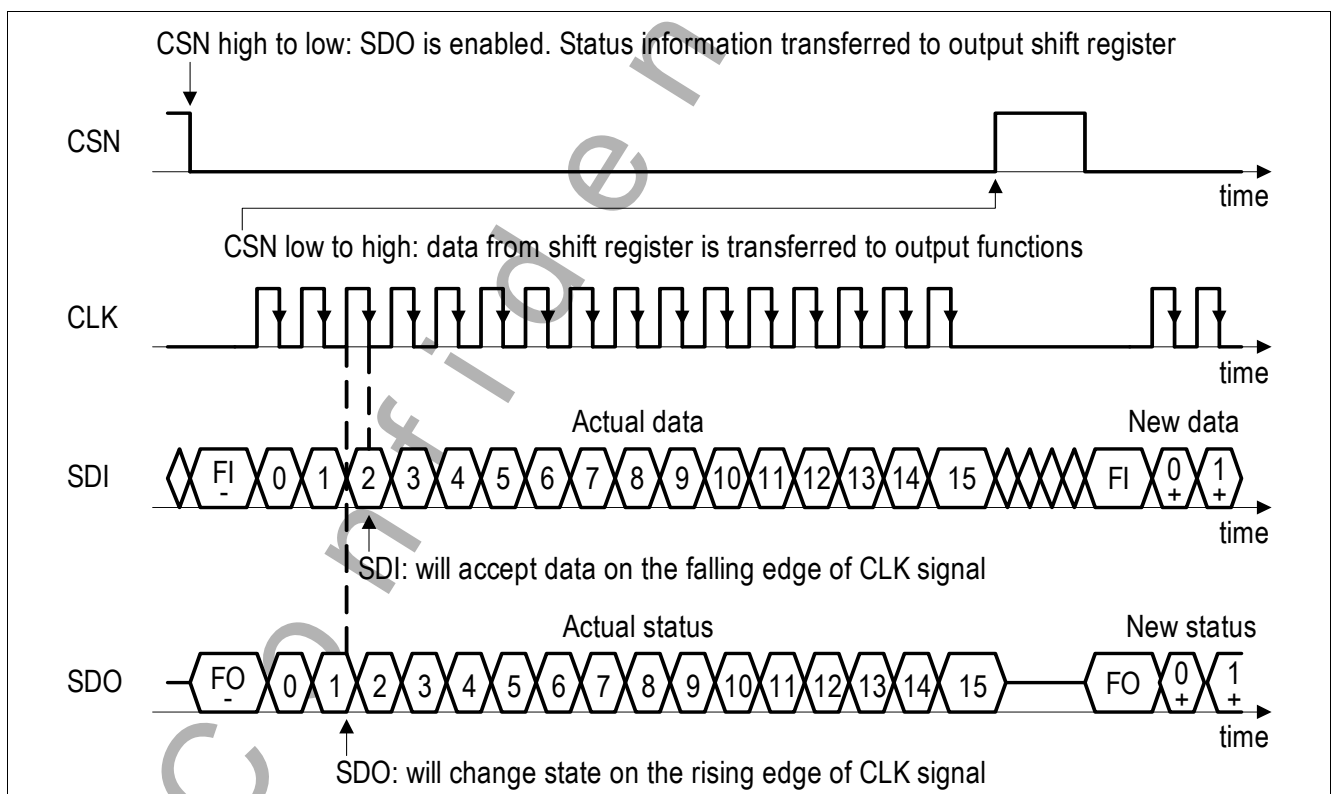 CSN high to low: SDO is enabled. Status information transferred to output shift register
CSN
time
CSN low to high: data from shift register is transferred to output functions
CLK
time
Actual data
New data
SDI
FI
-
0 1 2 3 4 5 6 7 8 9 10 11 12 13 14 15
FI
0
+
1
+
time
SDI: will accept data on the falling edge of CLK signal
Actual status
New status
SDO
FO
-
0 1 2 3 4 5 6 7 8 9 10 11 12 13 14 15
FO
0
+
1
+
time
SDO: will change state on the rising edge of CLK signal
C o n f i d e n